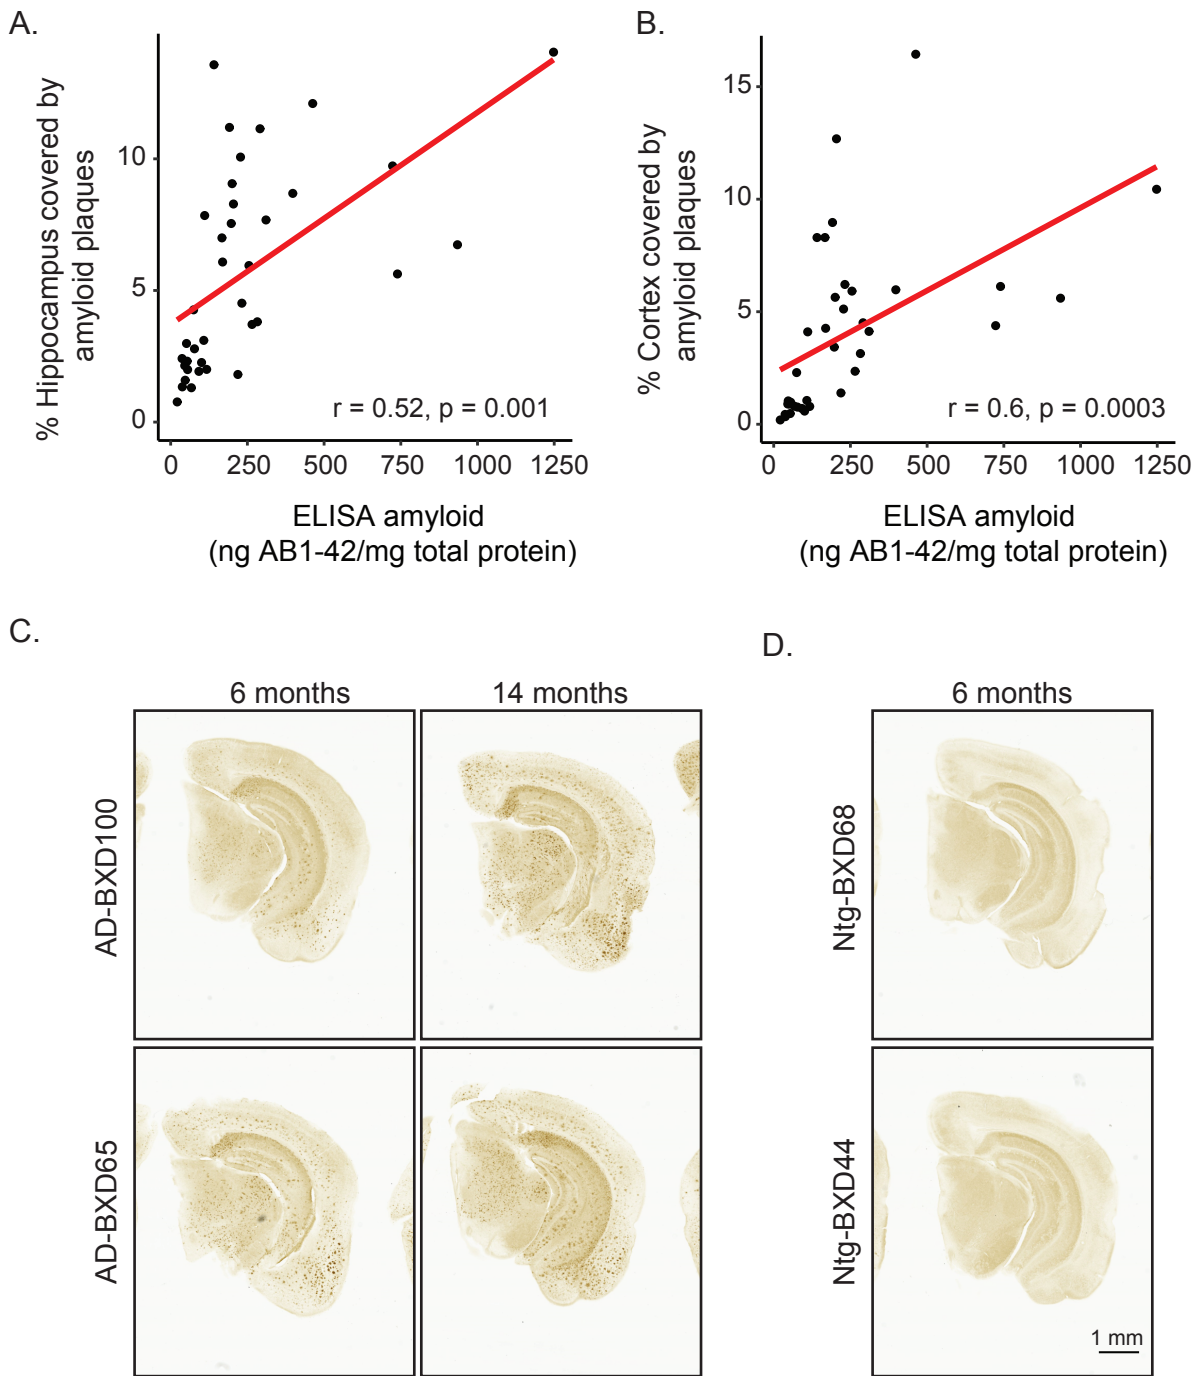 A.
% Hippocampus covered by
amyloid plaques
10
5
0
r = 0.52, p = 0.001
0 250 500 750 1000 1250
ELISA amyloid
(ng AB1-42/mg total protein)
B.
% Cortex covered by
amyloid plaques
15
10
5
0
r = 0.6, p = 0.0003
0 250 500 750 1000 1250
ELISA amyloid
(ng AB1-42/mg total protein)
C.
6 months
14 months
AD-BXD100
AD-BXD65
D.
6 months
Ntg-BXD68
Ntg-BXD44
1 mm